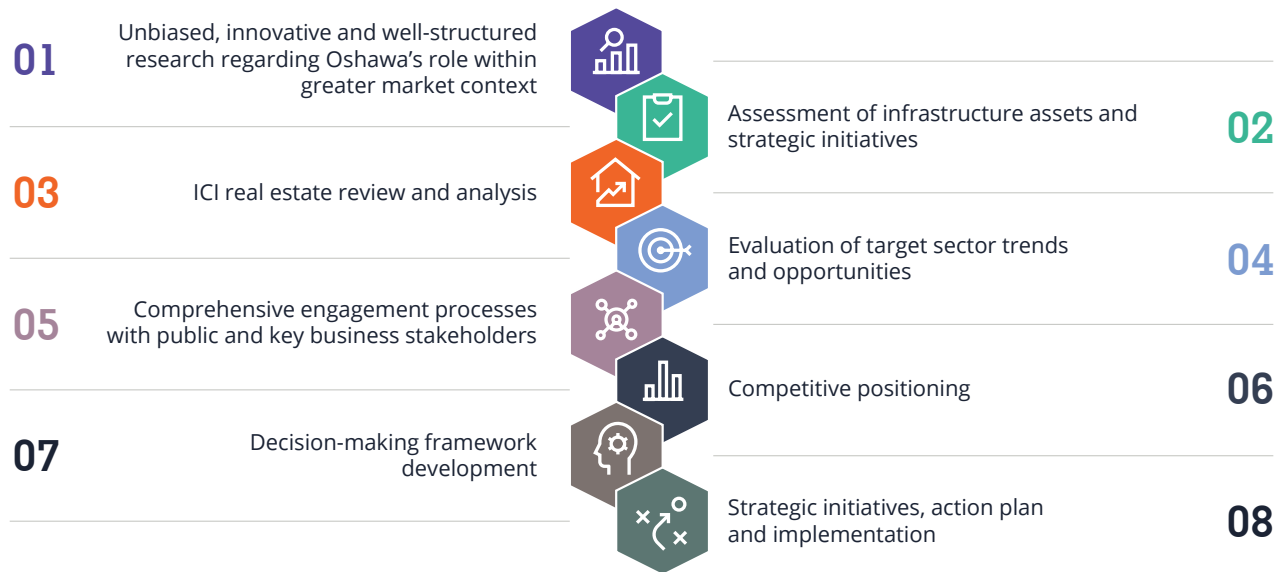 01
Unbiased, innovative and well-structured
research regarding Oshawa’s role within
greater market context
Assessment of infrastructure assets and
strategic initiatives
02
03
ICI real estate review and analysis
Evaluation of target sector trends
and opportunities
04
05
Comprehensive engagement processes
with public and key business stakeholders
Competitive positioning
06
07
Decision-making framework
development
Strategic initiatives, action plan
and implementation
08